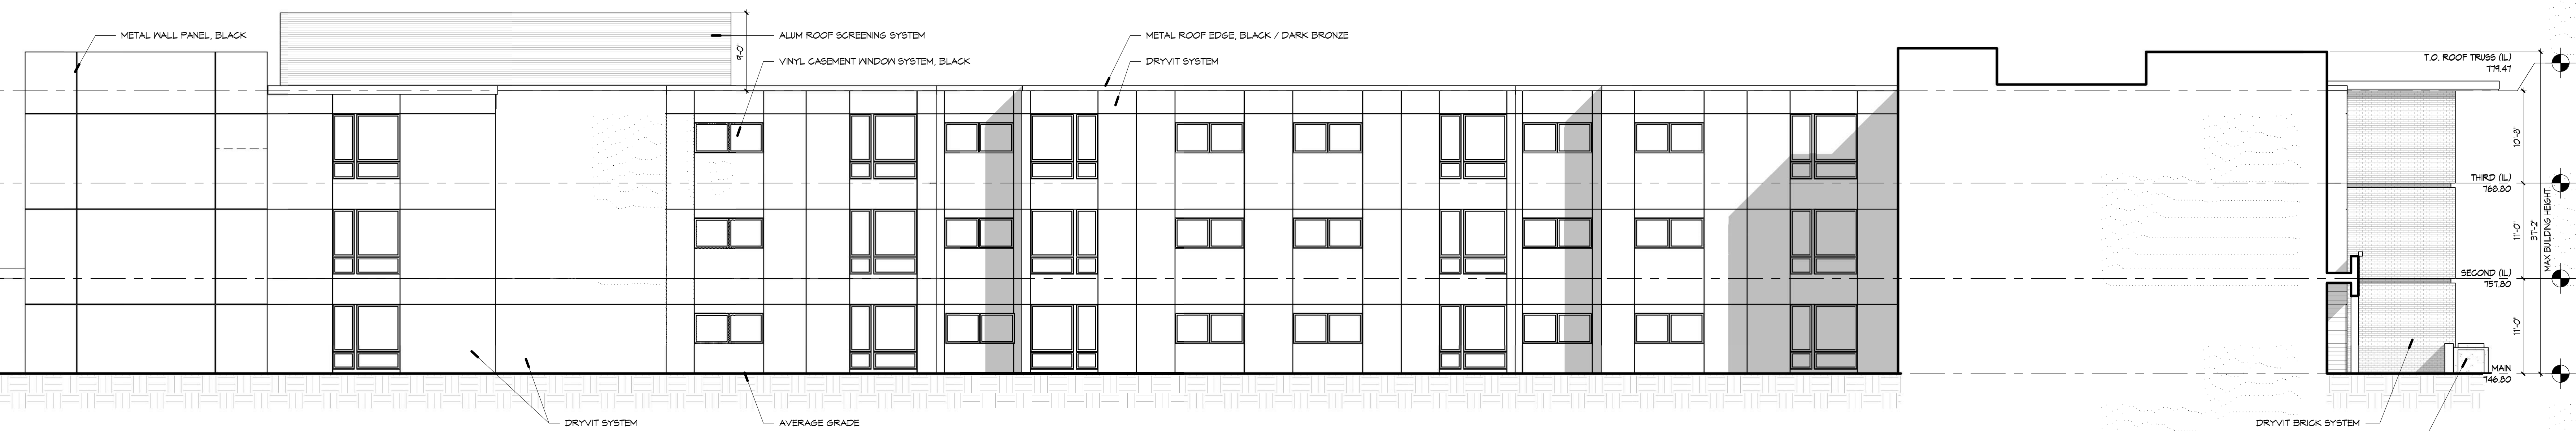 METAL WALL PANEL, BLACK
ALUM ROOF SCREENING SYSTEM
9'-0"
VINYL CASEMENT WINDOW SYSTEM, BLACK
METAL ROOF EDGE, BLACK / DARK BRONZE
DRYVIT SYSTEM
T.O. ROOF TRUSS (IL)
779.47
10'-8"
THIRD (IL)
768.80
11'-0"
37'-2"
MAX BUILDING HEIGHT
SECOND (IL)
757.80
11'-0"
MAIN
746.80
DRYVIT SYSTEM
AVERAGE GRADE
DRYVIT BRICK SYSTEM